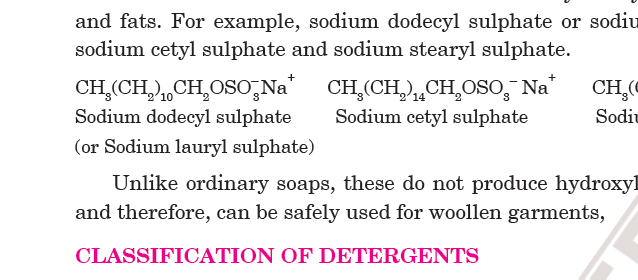 and fats. For example, sodium dodecyl sulphate or
sodium cetyl sulphate and sodium stearyl sulphate.
CH₃(CH₂)₁₀CH₂OSO₃⁻Na⁺ CH₃(CH₂)₁₄CH₂OSO₃⁻ Na⁺ CH₃(
Sodium dodecyl sulphate Sodium cetyl sulphate
(or Sodium lauryl sulphate)
Unlike ordinary soaps, these do not produce hydroxyl
and therefore, can be safely used for woollen garments,
CLASSIFICATION OF DETERGENTS